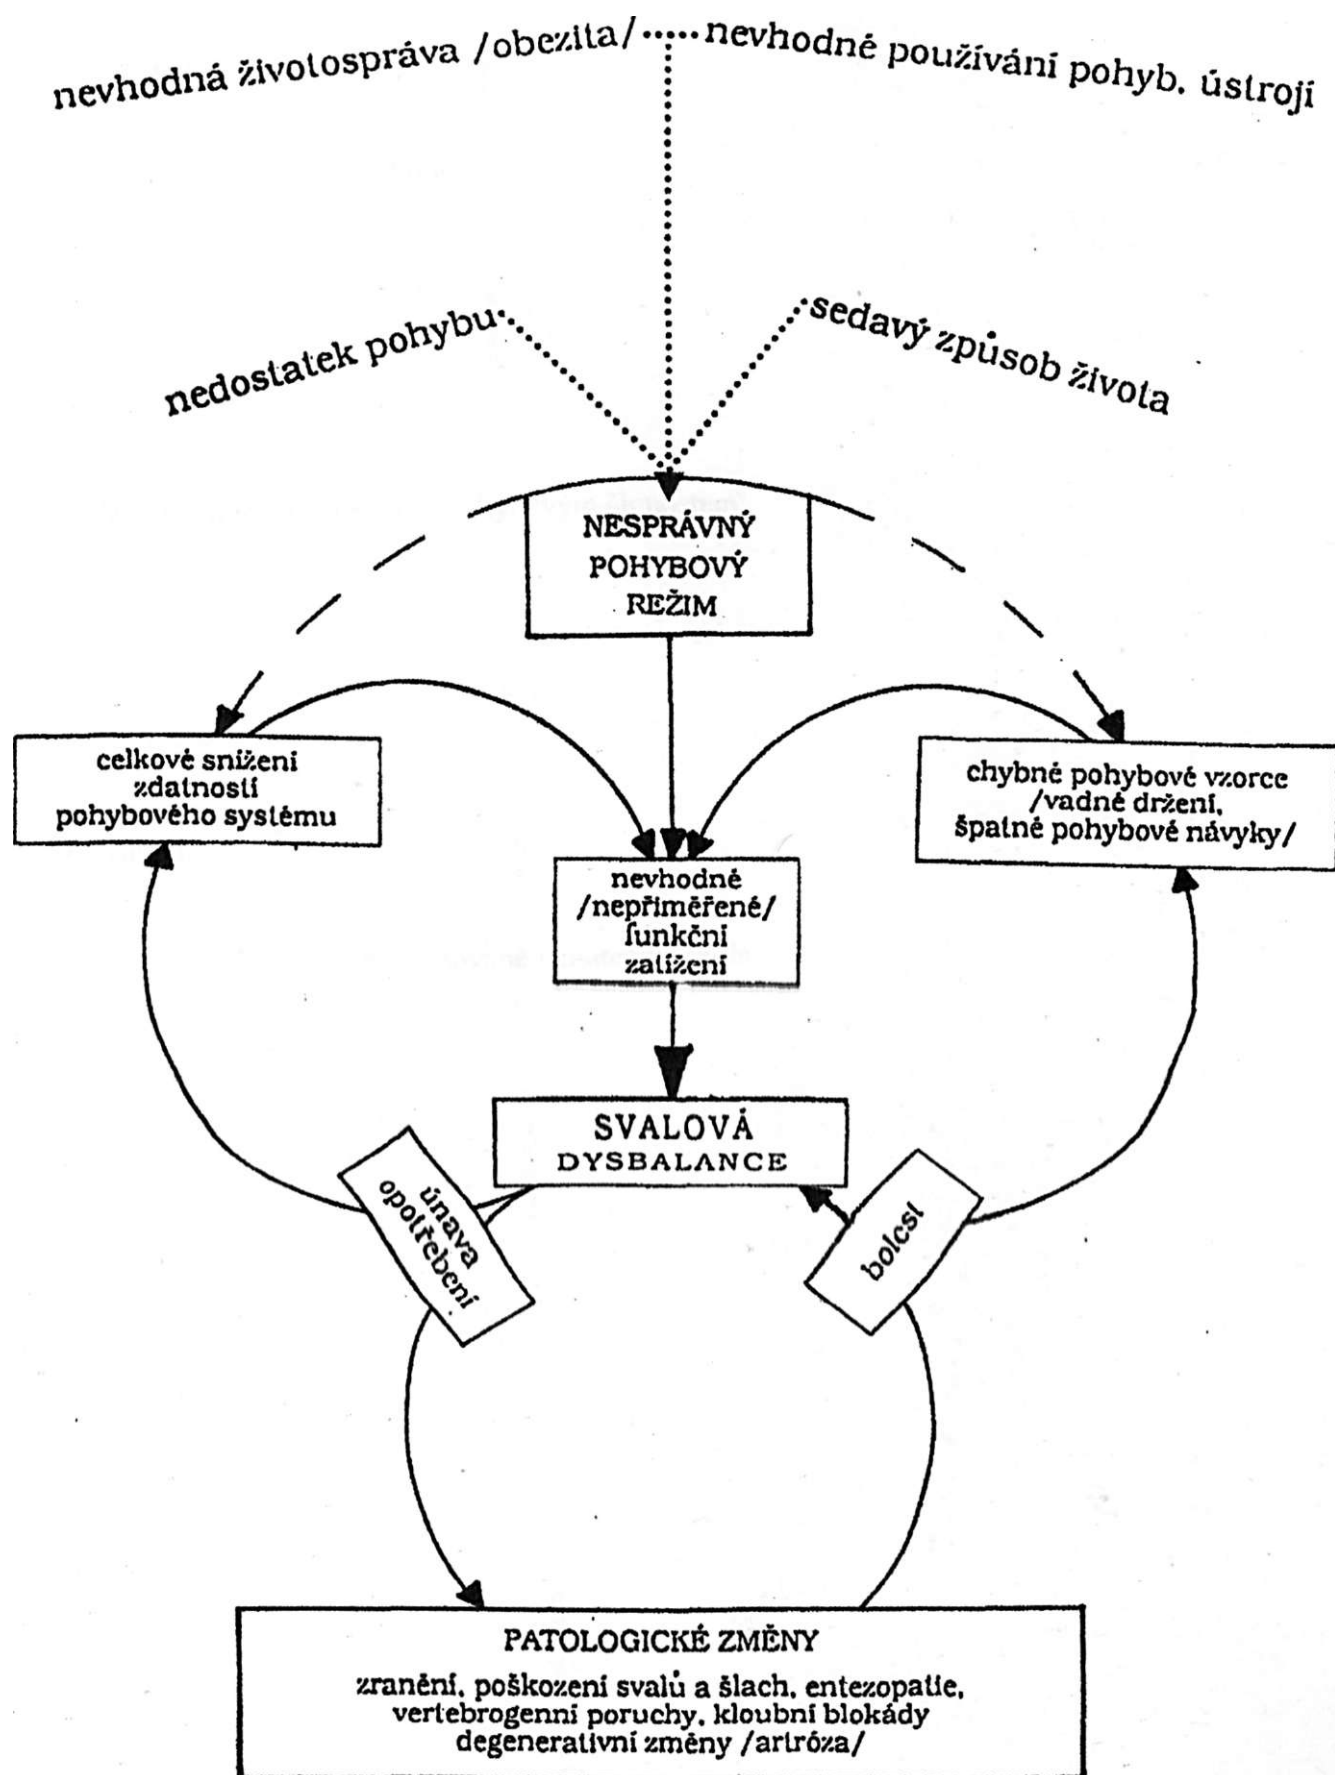 nevhodná životospráva /obezita/ ..... nevhodné používání pohyb. ústrojí
nedostatek pohybu
sedavý způsob života
NESPRÁVNÝ
POHYBOVÝ
REŽIM
celkové snížení
zdatnosti
pohybového systému
chybné pohybové vzorce
/vadné držení,
špatné pohybové návyky/
nevhodné
/nepřiměřené/
funkční
zatížení
SVALOVÁ
DYSBALANCE
únava
opotřebení
bolest
PATOLOGICKÉ ZMĚNY
zranění, poškození svalů a šlach, entezopatie,
vertebrogenní poruchy, kloubní blokády
degenerativní změny /artróza/